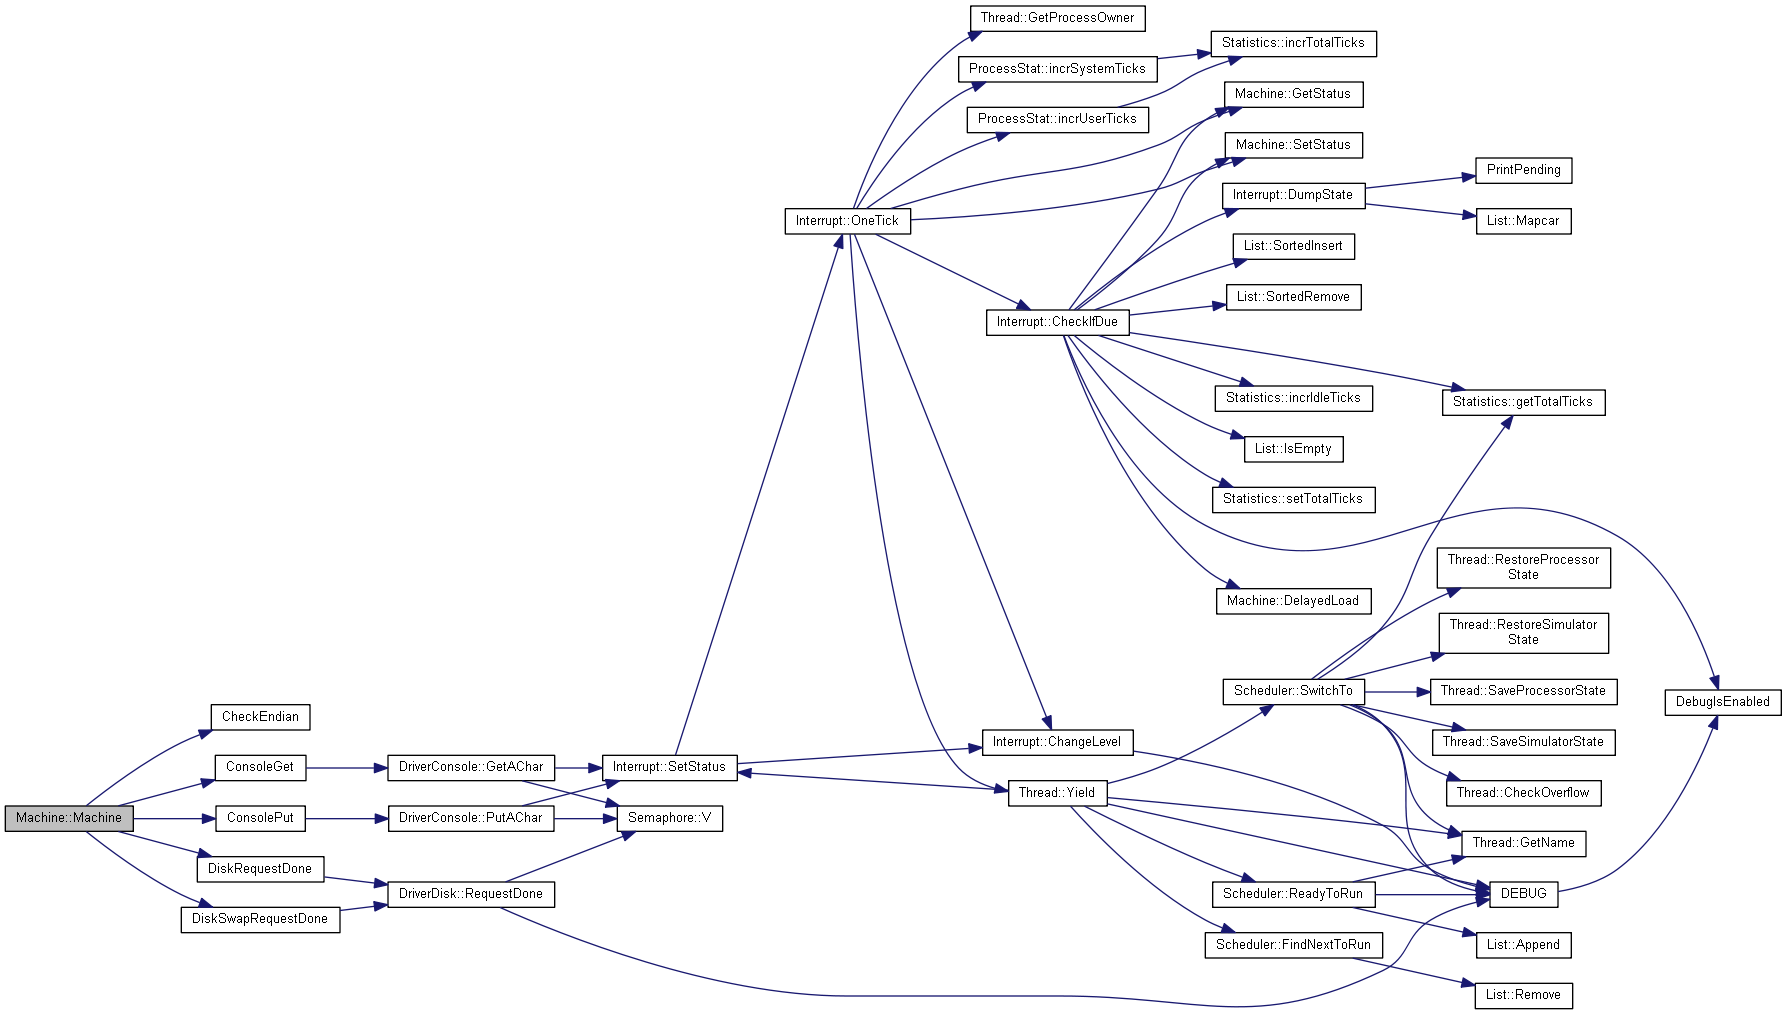 Thread::GetProcessOwner
Statistics::incrTotalTicks
ProcessStat::incrSystemTicks
Machine::GetStatus
ProcessStat::incrUserTicks
Machine::SetStatus
PrintPending
Interrupt::DumpState
Interrupt::OneTick
List::Mapcar
List::SortedInsert
List::SortedRemove
Interrupt::CheckIfDue
Statistics::incrIdleTicks
Statistics::getTotalTicks
List::IsEmpty
Statistics::setTotalTicks
Thread::RestoreProcessor
State
Machine::DelayedLoad
Thread::RestoreSimulator
State
Scheduler::SwitchTo
Thread::SaveProcessorState
DebugIsEnabled
CheckEndian
Interrupt::ChangeLevel
Thread::SaveSimulatorState
ConsoleGet
DriverConsole::GetAChar
Interrupt::SetStatus
Thread::Yield
Thread::CheckOverflow
Machine::Machine
ConsolePut
DriverConsole::PutAChar
Semaphore::V
Thread::GetName
DiskRequestDone
DriverDisk::RequestDone
Scheduler::ReadyToRun
DEBUG
DiskSwapRequestDone
Scheduler::FindNextToRun
List::Append
List::Remove